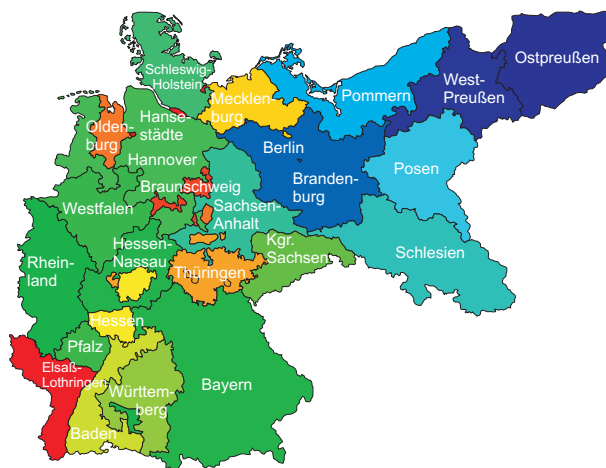 Ostpreußen
West-
Preußen
Schleswig-
Holstein
Pommern
Mecklen-
burg
Hanse-
städte
Olden-
burg
Hannover
Berlin
Branden-
burg
Posen
Braunschweig
Sachsen-
Anhalt
Westfalen
Hessen-
Nassau
Kgr.
Sachsen
Schlesien
Rhein-
land
Thüringen
Hessen
Pfalz
Elsaß-
Lothringen
Württem-
berg
Bayern
Baden